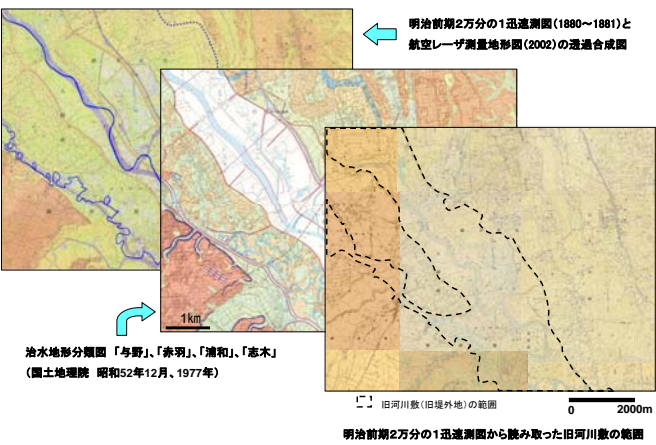 明治前期2万分の1迅速測図(1880~1881)と
航空レーザ測量地形図(2002)の透過合成図
1km
治水地形分類図 「与野」、「赤羽」、「浦和」、「志木」
(国土地理院 昭和52年12月、1977年)
旧河川敷(旧堤外地)の範囲
0 2000m
明治前期2万分の1迅速測図から読み取った旧河川敷の範囲